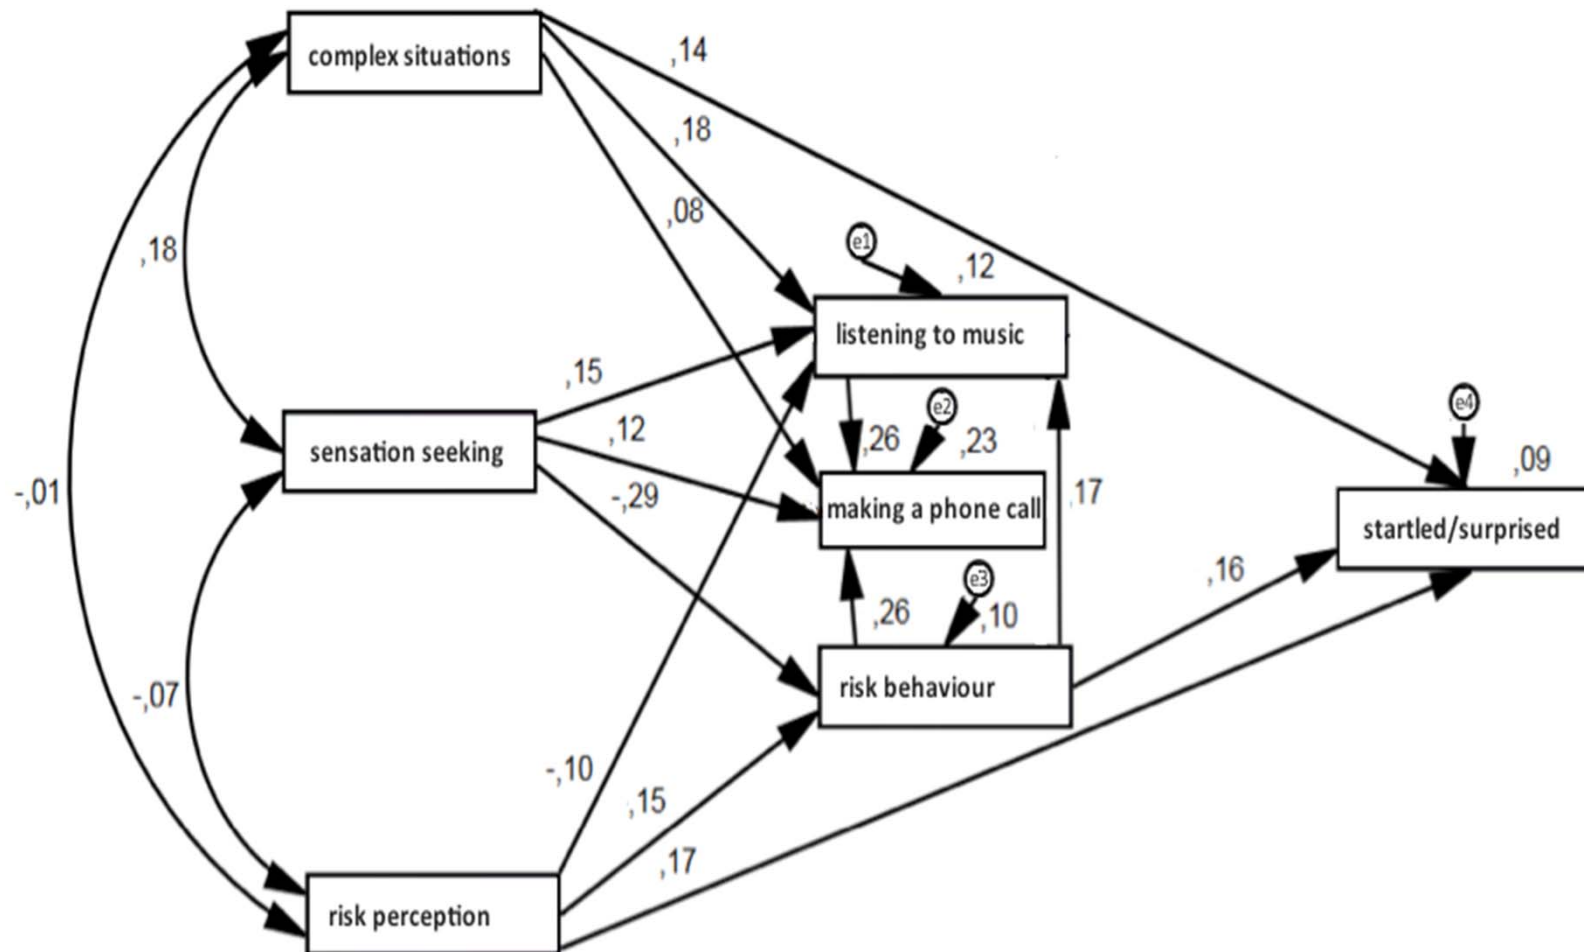 complex situations
,14
,18
,08
,18
e1
,12
listening to music
,15
,12
-,29
e2
,26
,23
e4
,09
sensation seeking
-,01
making a phone call
,17
startled/surprised
e3
,26
,10
,16
risk behaviour
-,07
-,10
,15
,17
risk perception